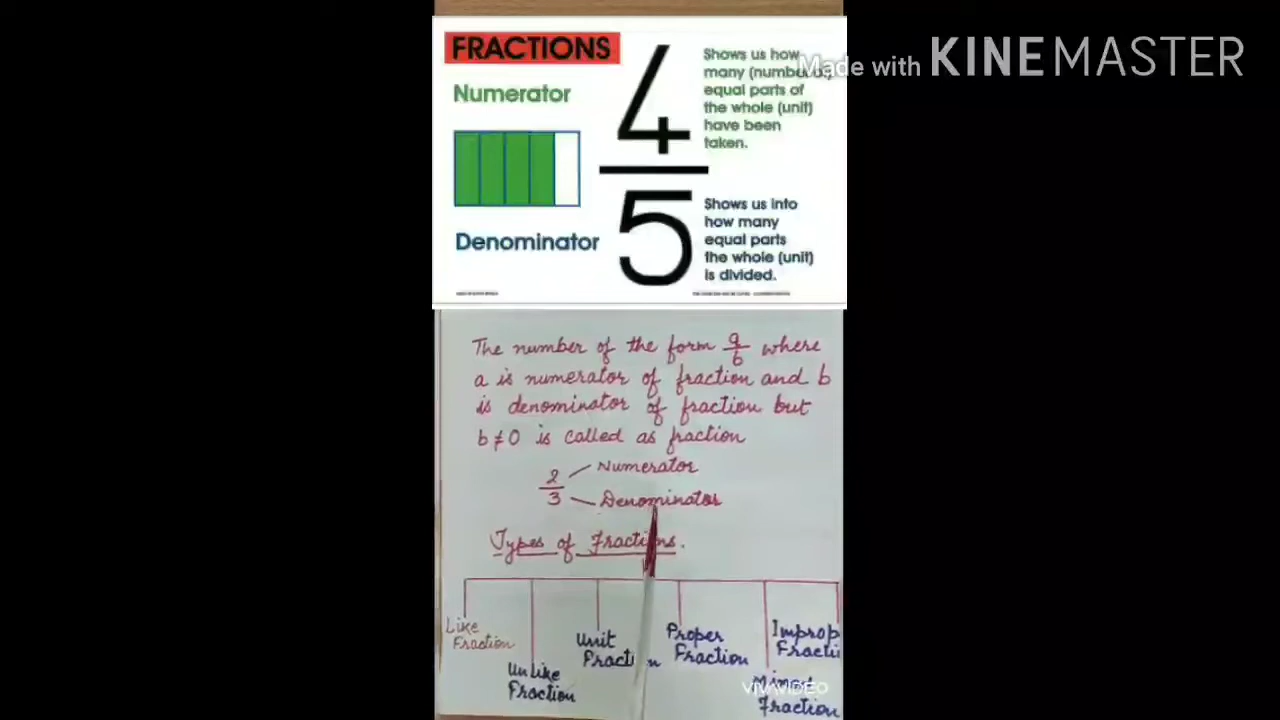 FRACTIONS
Numerator
4
5
Denominator
Shows us how
many (number of)
equal parts of
the whole (unit)
have been
taken.
Shows us into
how many
equal parts
the whole (unit)
is divided.
Made with KINEMASTER
The number of the form a/b where
a is numerator of fraction and b
is denominator of fraction but
b≠0 is called as fraction
2 Numerator
3 Denominator
Types of Fractions.
Like
Fraction
Unlike
Fraction
Unit
Fraction
Proper
Fraction
Improp
Fracti
Fraction
VIVAVIDEO